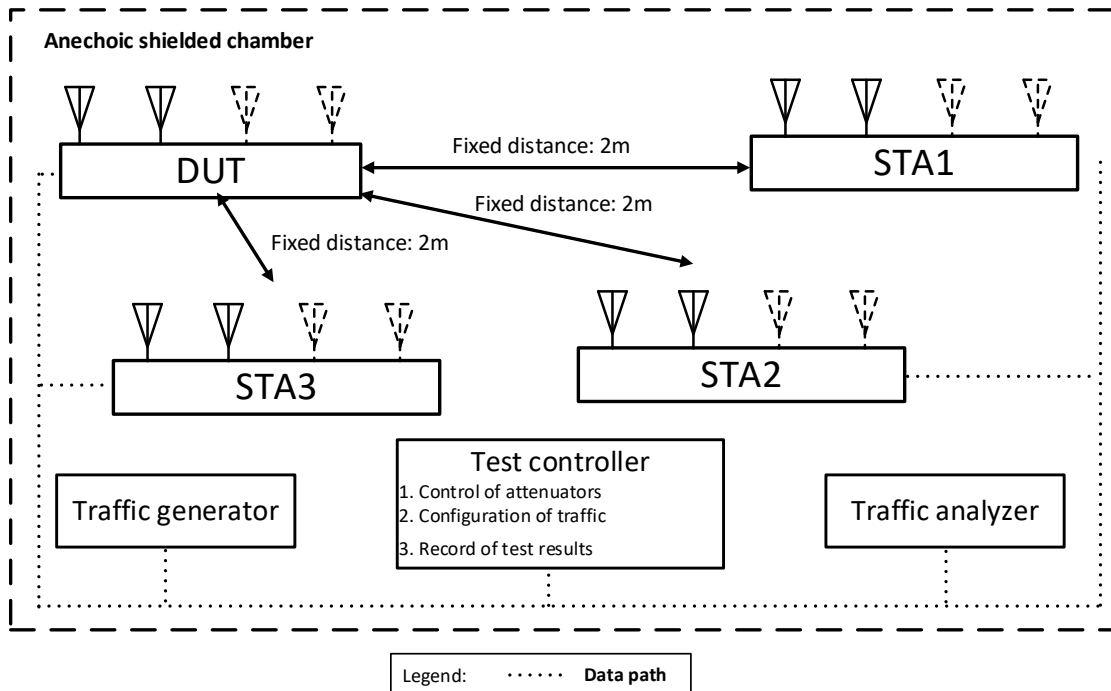 Anechoic shielded chamber
Fixed distance: 2m
DUT
STA1
Fixed distance: 2m
Fixed distance: 2m
STA3
STA2
Test controller
1. Control of attenuators
2. Configuration of traffic
3. Record of test results
Traffic generator
Traffic analyzer
Legend: Data path